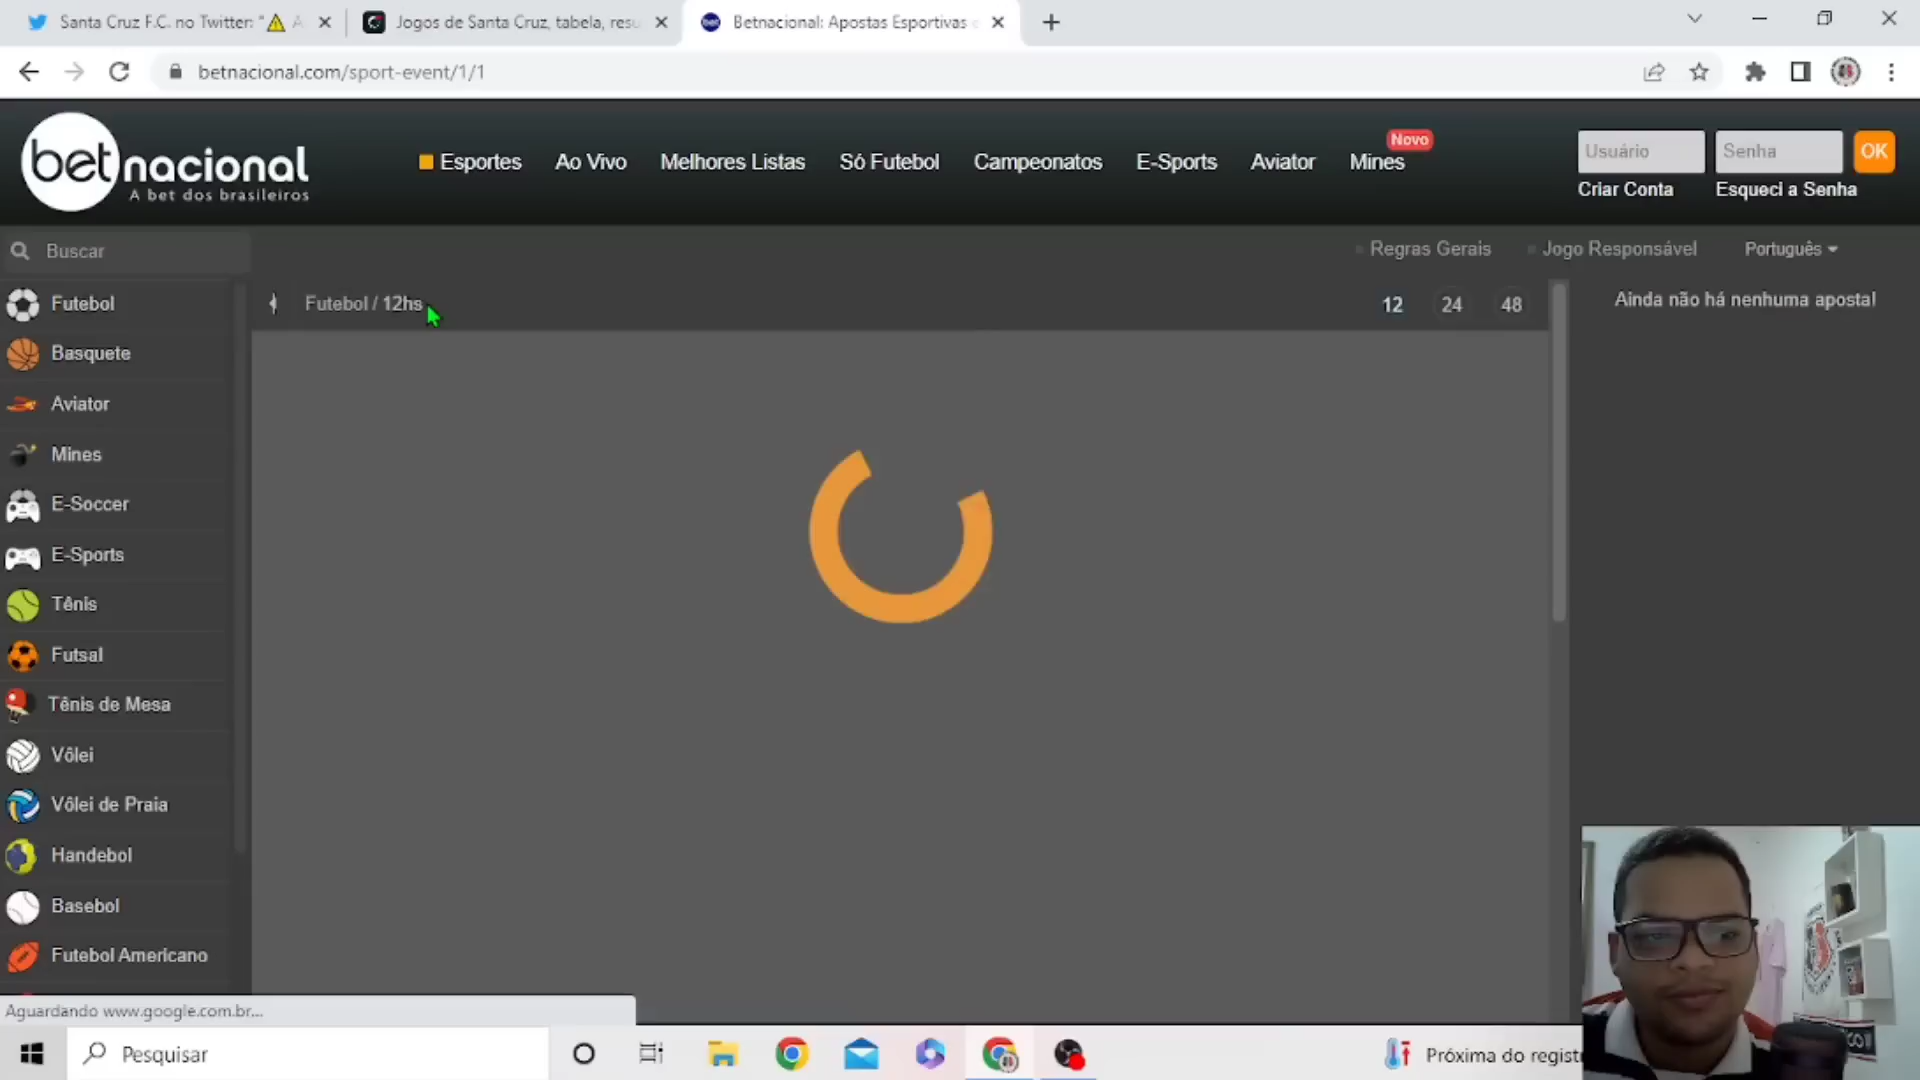 Santa Cruz F.C. no Twitter: "⚠ A
Jogos de Santa Cruz, tabela, resu
Betnacional: Apostas Esportivas e
betnacional.com/sport-event/1/1
betnacional
A bet dos brasileiros
Esportes
Ao Vivo
Melhores Listas
Só Futebol
Campeonatos
E-Sports
Aviator
Mines
Novo
Usuário
Senha
OK
Criar Conta
Esqueci a Senha
Buscar
Regras Gerais
Jogo Responsável
Português
Futebol
Futebol / 12hs
12
24
48
Ainda não há nenhuma aposta!
Basquete
Aviator
Mines
E-Soccer
E-Sports
Tênis
Futsal
Tênis de Mesa
Vôlei
Vôlei de Praia
Handebol
Basebol
Futebol Americano
Aguardando www.google.com.br...
Pesquisar
Próxima do registr